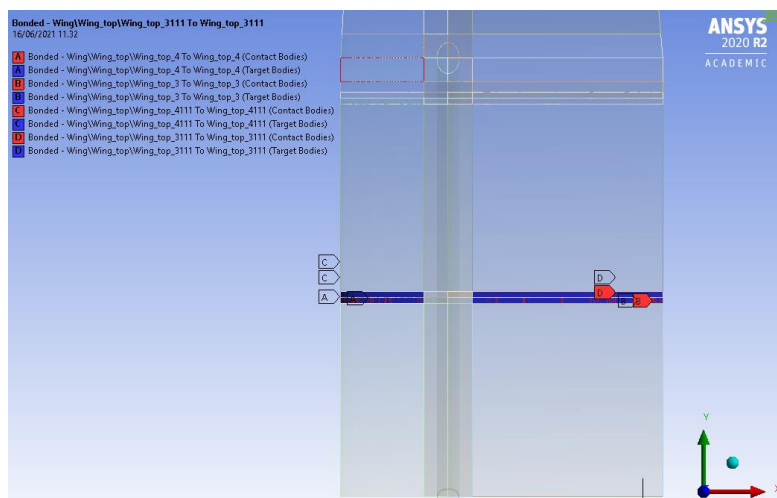 Bonded - Wing\Wing_top\Wing_top_3111 To Wing_top_3111
16/06/2021 11.32
A Bonded - Wing\Wing_top\Wing_top_4 To Wing_top_4 (Contact Bodies)
A Bonded - Wing\Wing_top\Wing_top_4 To Wing_top_4 (Target Bodies)
B Bonded - Wing\Wing_top\Wing_top_3 To Wing_top_3 (Contact Bodies)
B Bonded - Wing\Wing_top\Wing_top_3 To Wing_top_3 (Target Bodies)
C Bonded - Wing\Wing_top\Wing_top_4111 To Wing_top_4111 (Contact Bodies)
C Bonded - Wing\Wing_top\Wing_top_4111 To Wing_top_4111 (Target Bodies)
D Bonded - Wing\Wing_top\Wing_top_3111 To Wing_top_3111 (Contact Bodies)
D Bonded - Wing\Wing_top\Wing_top_3111 To Wing_top_3111 (Target Bodies)
ANSYS
2020 R2
ACADEMIC
C
C D
A A D B B
Y
X